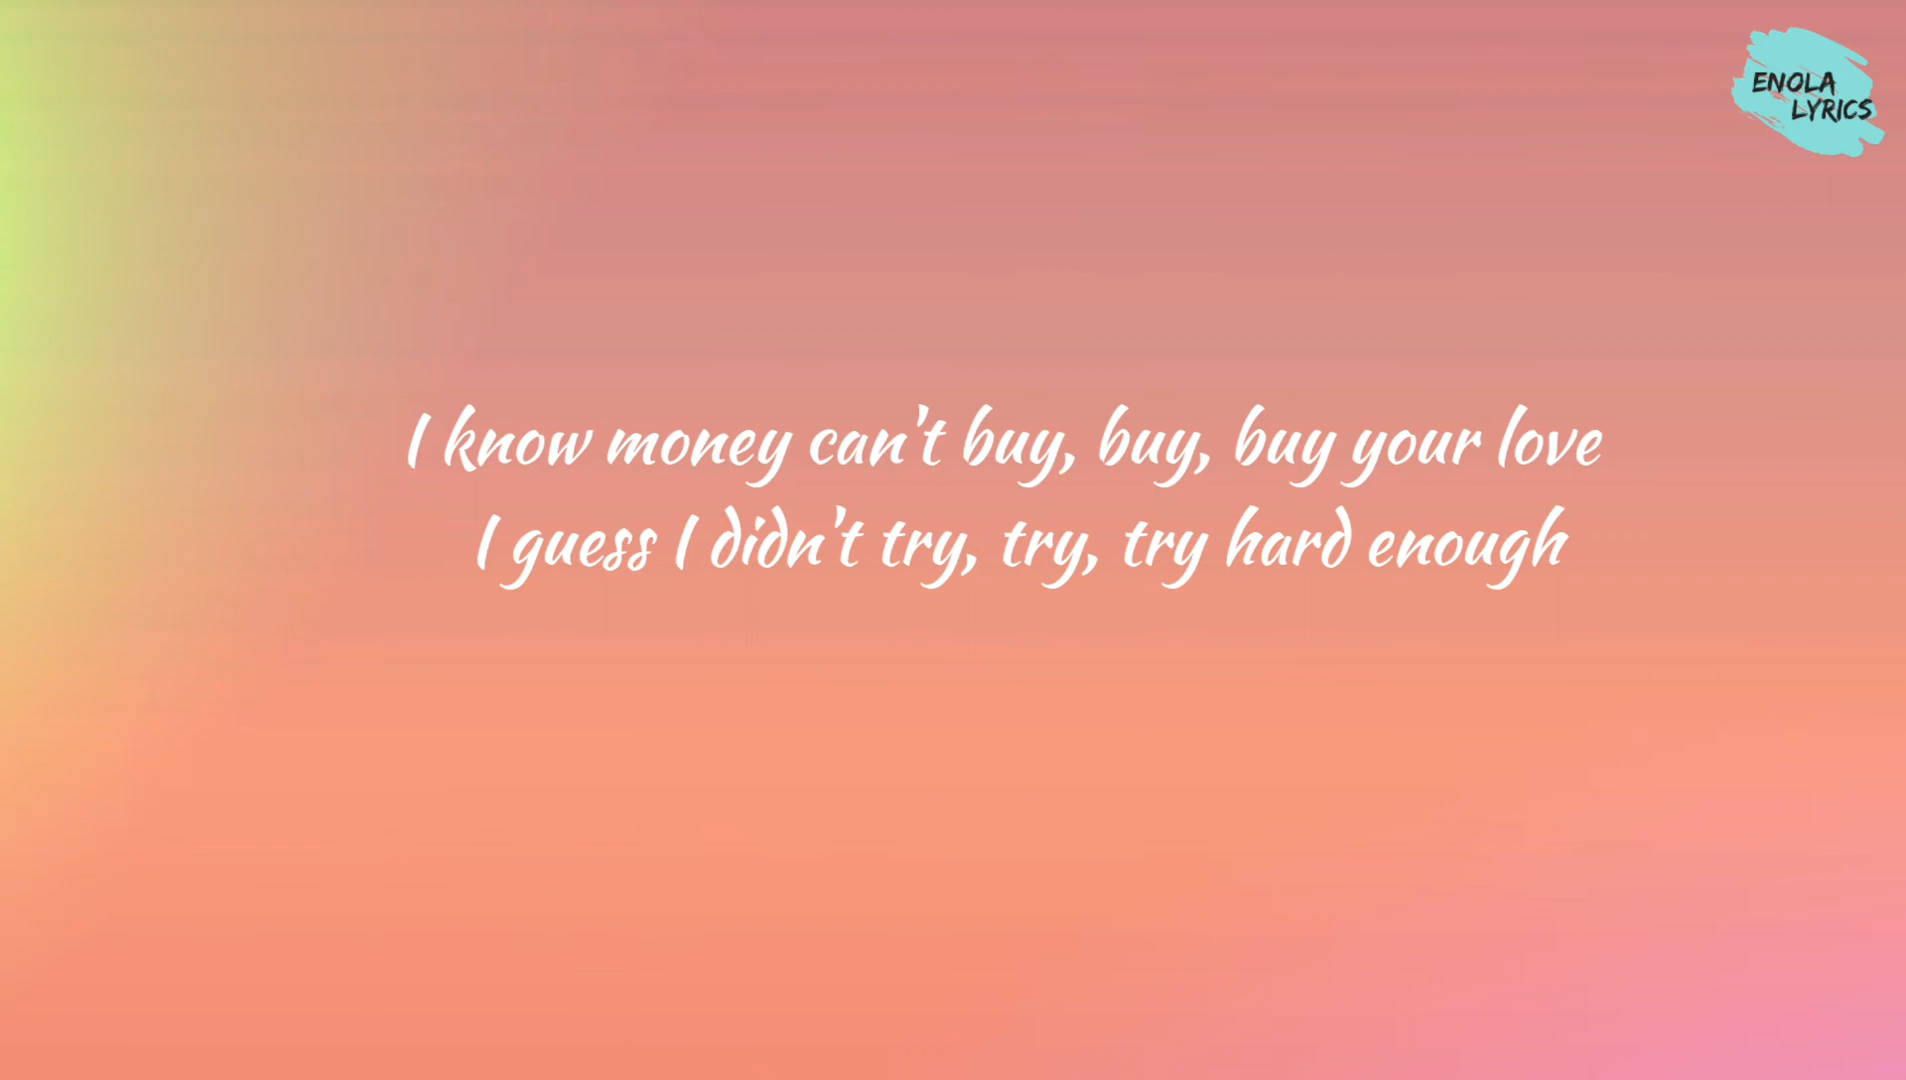 ENOLA
LYRICS
I know money can't buy, buy, buy your love
I guess I didn't try, try, try hard enough